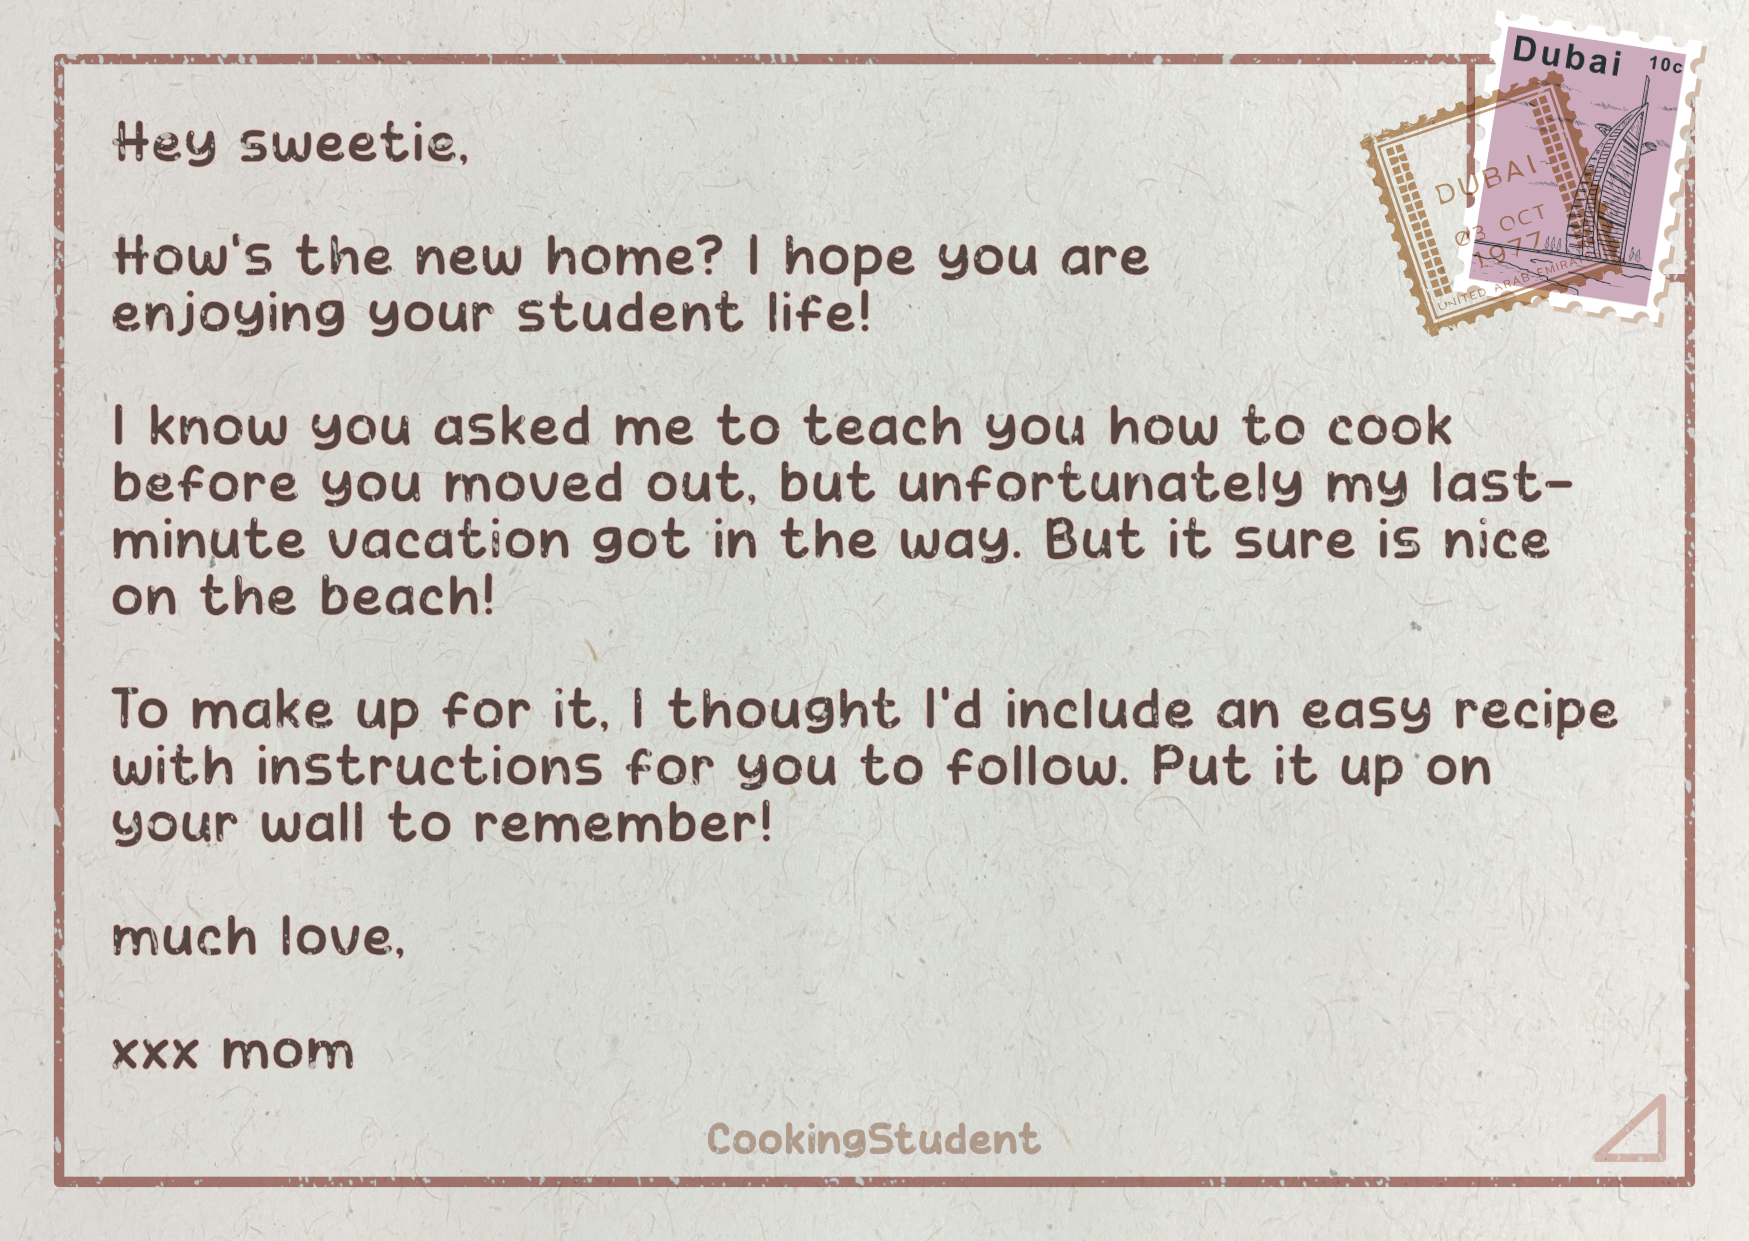 Dubai 10c
DUBAI
03 OCT
1977
UNITED ARAB EMIRATES
Hey sweetie,
How's the new home? I hope you are
enjoying your student life!
I know you asked me to teach you how to cook
before you moved out, but unfortunately my last-
minute vacation got in the way. But it sure is nice
on the beach!
To make up for it, I thought I'd include an easy recipe
with instructions for you to follow. Put it up on
your wall to remember!
much love,
xxx mom
CookingStudent